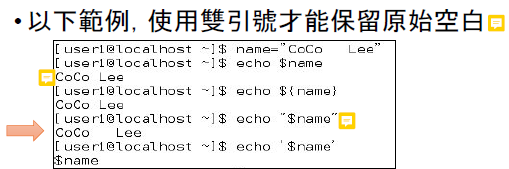 •以下範例, 使用雙引號才能保留原始空白
[user1@localhost ~]$ name="CoCo   Lee"
[user1@localhost ~]$ echo $name
CoCo Lee
[user1@localhost ~]$ echo ${name}
CoCo Lee
[user1@localhost ~]$ echo "$name"
CoCo   Lee
[user1@localhost ~]$ echo '$name'
$name